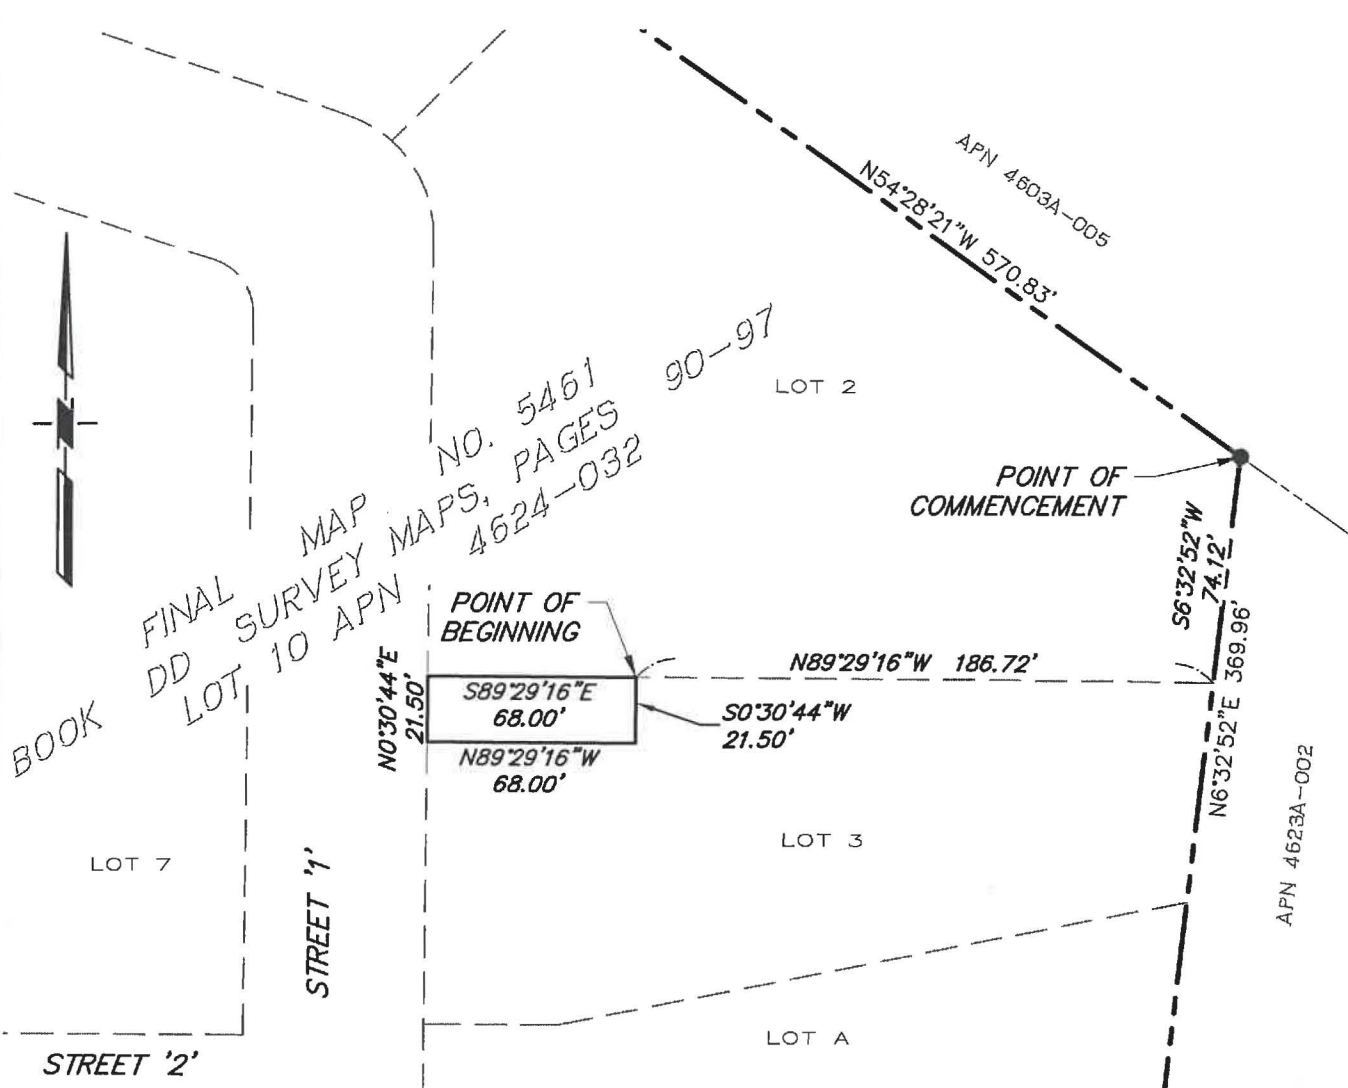 APN 4603A-005
N54°28'21"W 570.83'
LOT 2
FINAL MAP NO. 5461
BOOK DD SURVEY MAPS, PAGES 90-97
LOT 10 APN 4624-032
POINT OF
COMMENCEMENT
S6°32'52"W
74.12'
N6°32'52"E 369.96'
POINT OF
BEGINNING
N89°29'16"W 186.72'
N0°30'44"E
21.50'
S89°29'16"E
68.00'
S0°30'44"W
21.50'
N89°29'16"W
68.00'
LOT 3
LOT 7
APN 4623A-002
STREET '1'
LOT A
STREET '2'
N